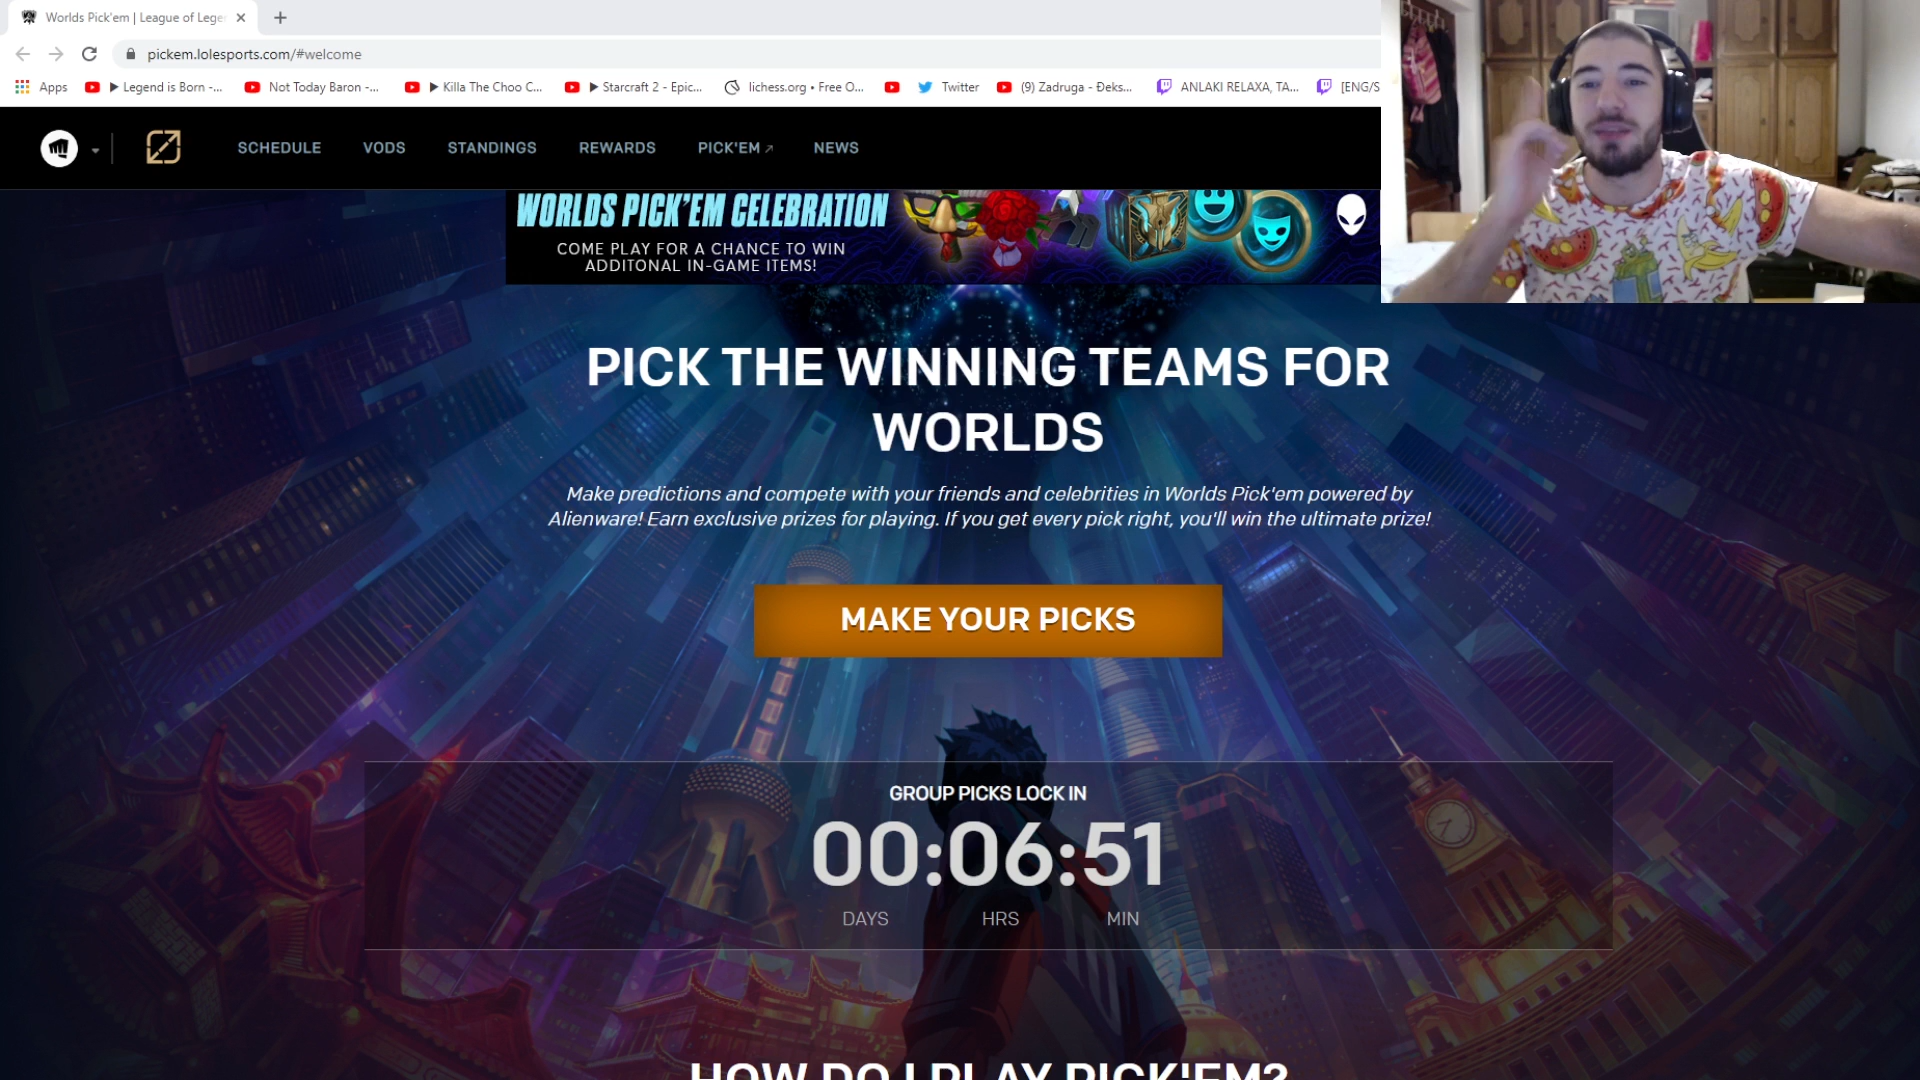 Worlds Pick'em | League of Lege
pickem.lolesports.com/#welcome
Apps
▶ Legend is Born -...
Not Today Baron -...
▶ Killa The Choo C...
▶ Starcraft 2 - Epic...
lichess.org • Free O...
Twitter
(9) Zadruga - Đeks...
ANLAKI RELAXA, TA...
[ENG/S
SCHEDULE
VODS
STANDINGS
REWARDS
PICK'EM ↗
NEWS
WORLDS PICK'EM CELEBRATION
COME PLAY FOR A CHANCE TO WIN
ADDITONAL IN-GAME ITEMS!
PICK THE WINNING TEAMS FOR
WORLDS
Make predictions and compete with your friends and celebrities in Worlds Pick'em powered by
Alienware! Earn exclusive prizes for playing. If you get every pick right, you'll win the ultimate prize!
MAKE YOUR PICKS
GROUP PICKS LOCK IN
00:06:51
DAYS
HRS
MIN
HOW DO I PLAY PICK'EM?